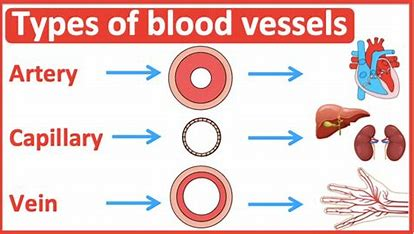 Types of blood vessels
Artery
Capillary
Vein